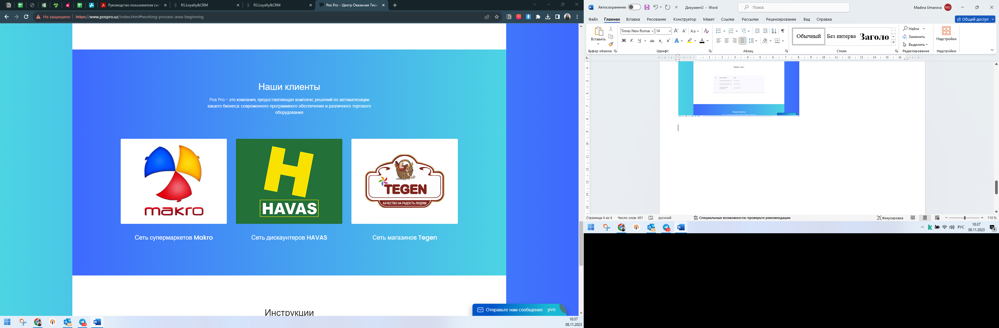 Руководство пользователя сис
RS.Loyalty&CRM
RS.Loyalty&CRM
Pos Pro - Центр Оказания Техн
Не защищено
https://www.pospro.uz/index.html#working-process-area-beginning
Наши клиенты
Pos Pro - это компания, предоставляющая комплекс решений по автоматизации
вашего бизнеса: современного программного обеспечения и различного торгового
оборудования
makro
H
HAVAS
TEGEN
КАЧЕСТВО НА РАДОСТЬ ЛЮДЯМ!
Сеть супермаркетов Makro
Сеть дискаунтеров HAVAS
Сеть магазинов Tegen
Инструкции
Отправьте нам сообщение jivo
10:37
08.11.2023
Автосохранение
Документ2 - Word
Поиск
Madina Umarova MU
Файл Главная Вставка Рисование Конструктор Макет Ссылки Рассылки Рецензирование Вид Справка
Общий доступ
Вставить
Буфер обмена
Times New Roman 14
Ж К Ч ab x₂ x²
Шрифт
Абзац
Обычный Без интерва Заголо
Стили
Найти
Заменить
Выделить
Редактирование
Надстройки
Надстройки
Прайс-лист
Наши клиенты
Страница 4 из 4 Число слов: 401 русский Специальные возможности: проверьте рекомендации Фокусировка 110 %
РУС
10:37
08.11.2023